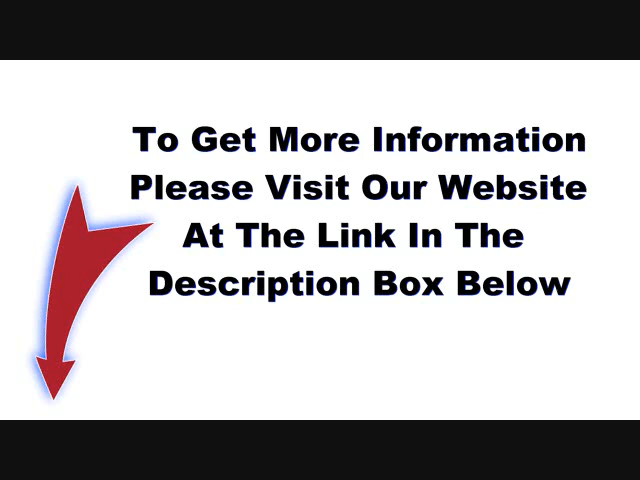 To Get More Information
Please Visit Our Website
At The Link In The
Description Box Below